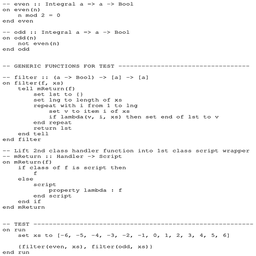 -- even :: Integral a => a -> Bool
on even(n)
    n mod 2 = 0
end even

-- odd :: Integral a => a -> Bool
on odd(n)
    not even(n)
end odd

-- GENERIC FUNCTIONS FOR TEST ----------------------------------

-- filter :: (a -> Bool) -> [a] -> [a]
on filter(f, xs)
    tell mReturn(f)
        set lst to {}
        set lng to length of xs
        repeat with i from 1 to lng
            set v to item i of xs
            if lambda(v, i, xs) then set end of lst to v
        end repeat
        return lst
    end tell
end filter

-- Lift 2nd class handler function into 1st class script wrapper
-- mReturn :: Handler -> Script
on mReturn(f)
    if class of f is script then
        f
    else
        script
            property lambda : f
        end script
    end if
end mReturn

-- TEST --------------------------------------------------------
on run
    set xs to [-6, -5, -4, -3, -2, -1, 0, 1, 2, 3, 4, 5, 6]

    {filter(even, xs), filter(odd, xs)}
end run